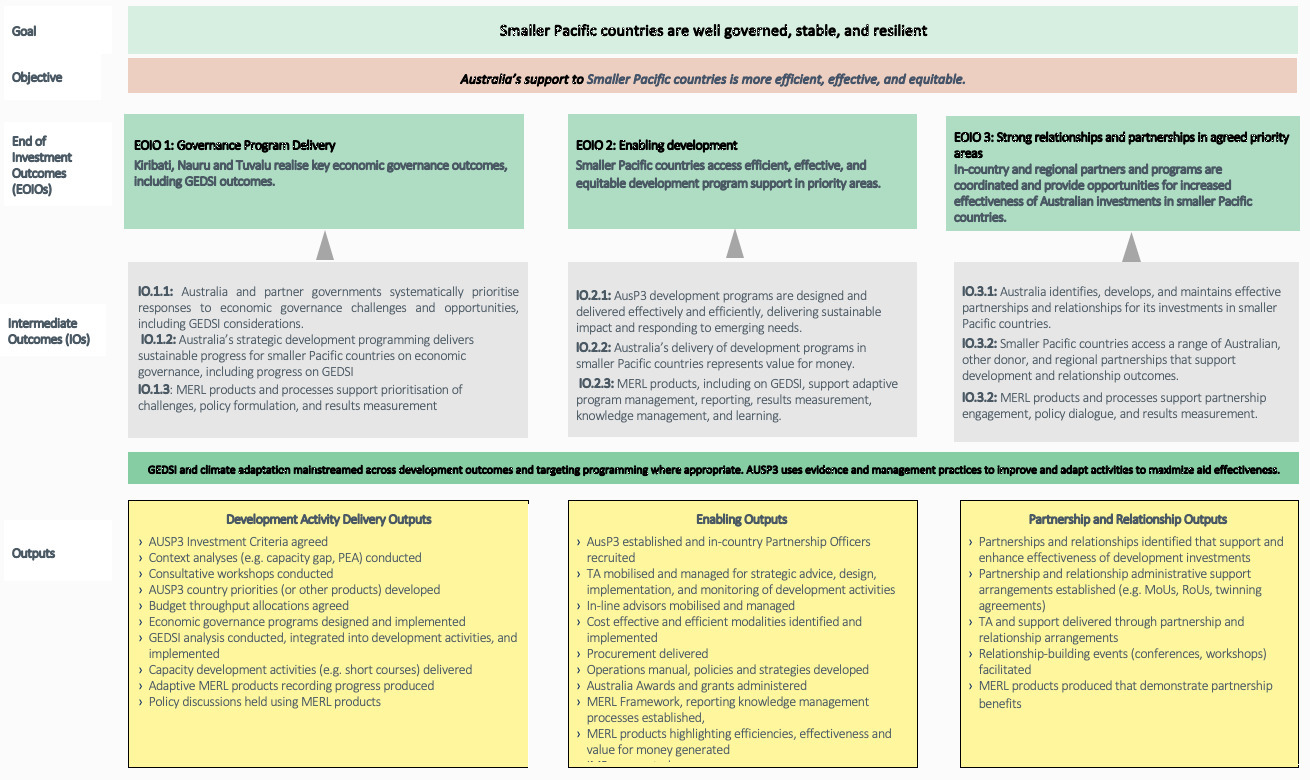 Goal
Smaller Pacific countries are well governed, stable, and resilient
Objective
Australia's support to Smaller Pacific countries is more efficient, effective, and equitable.
End of
Investment
Outcomes
(EOIOs)
EOIO 1: Governance Program Delivery
Kiribati, Nauru and Tuvalu realise key economic governance outcomes,
including GEDSI outcomes.
EOIO 2: Enabling development
Smaller Pacific countries access efficient, effective, and
equitable development program support in priority areas.
EOIO 3: Strong relationships and partnerships in agreed priority
areas
In-country and regional partners and programs are
coordinated and provide opportunities for increased
effectiveness of Australian investments in smaller Pacific
countries.
Intermediate
Outcomes (IOs)
IO.1.1: Australia and partner governments systematically prioritise
responses to economic governance challenges and opportunities,
including GEDSI considerations.
IO.1.2: Australia's strategic development programming delivers
sustainable progress for smaller Pacific countries on economic
governance, including progress on GEDSI
IO.1.3: MERL products and processes support prioritisation of
challenges, policy formulation, and results measurement
IO.2.1: AusP3 development programs are designed and
delivered effectively and efficiently, delivering sustainable
impact and responding to emerging needs.
IO.2.2: Australia's delivery of development programs in
smaller Pacific countries represents value for money.
IO.2.3: MERL products, including on GEDSI, support adaptive
program management, reporting, results measurement,
knowledge management, and learning.
IO.3.1: Australia identifies, develops, and maintains effective
partnerships and relationships for its investments in smaller
Pacific countries.
IO.3.2: Smaller Pacific countries access a range of Australian,
other donor, and regional partnerships that support
development and relationship outcomes.
IO.3.2: MERL products and processes support partnership
engagement, policy dialogue, and results measurement.
GEDSI and climate adaptation mainstreamed across development outcomes and targeting programming where appropriate. AUSP3 uses evidence and management practices to improve and adapt activities to maximize aid effectiveness.
Outputs
Development Activity Delivery Outputs
› AUSP3 Investment Criteria agreed
› Context analyses (e.g. capacity gap, PEA) conducted
› Consultative workshops conducted
› AUSP3 country priorities (or other products) developed
› Budget throughput allocations agreed
› Economic governance programs designed and implemented
› GEDSI analysis conducted, integrated into development activities, and
implemented
› Capacity development activities (e.g. short courses) delivered
› Adaptive MERL products recording progress produced
› Policy discussions held using MERL products
Enabling Outputs
› AusP3 established and in-country Partnership Officers
recruited
› TA mobilised and managed for strategic advice, design,
implementation, and monitoring of development activities
› In-line advisors mobilised and managed
› Cost effective and efficient modalities identified and
implemented
› Procurement delivered
› Operations manual, policies and strategies developed
› Australia Awards and grants administered
› MERL Framework, reporting knowledge management
processes established,
› MERL products highlighting efficiencies, effectiveness and
value for money generated
Partnership and Relationship Outputs
› Partnerships and relationships identified that support and
enhance effectiveness of development investments
› Partnership and relationship administrative support
arrangements established (e.g. MoUs, RoUs, twinning
agreements)
› TA and support delivered through partnership and
relationship arrangements
› Relationship-building events (conferences, workshops)
facilitated
› MERL products produced that demonstrate partnership
benefits